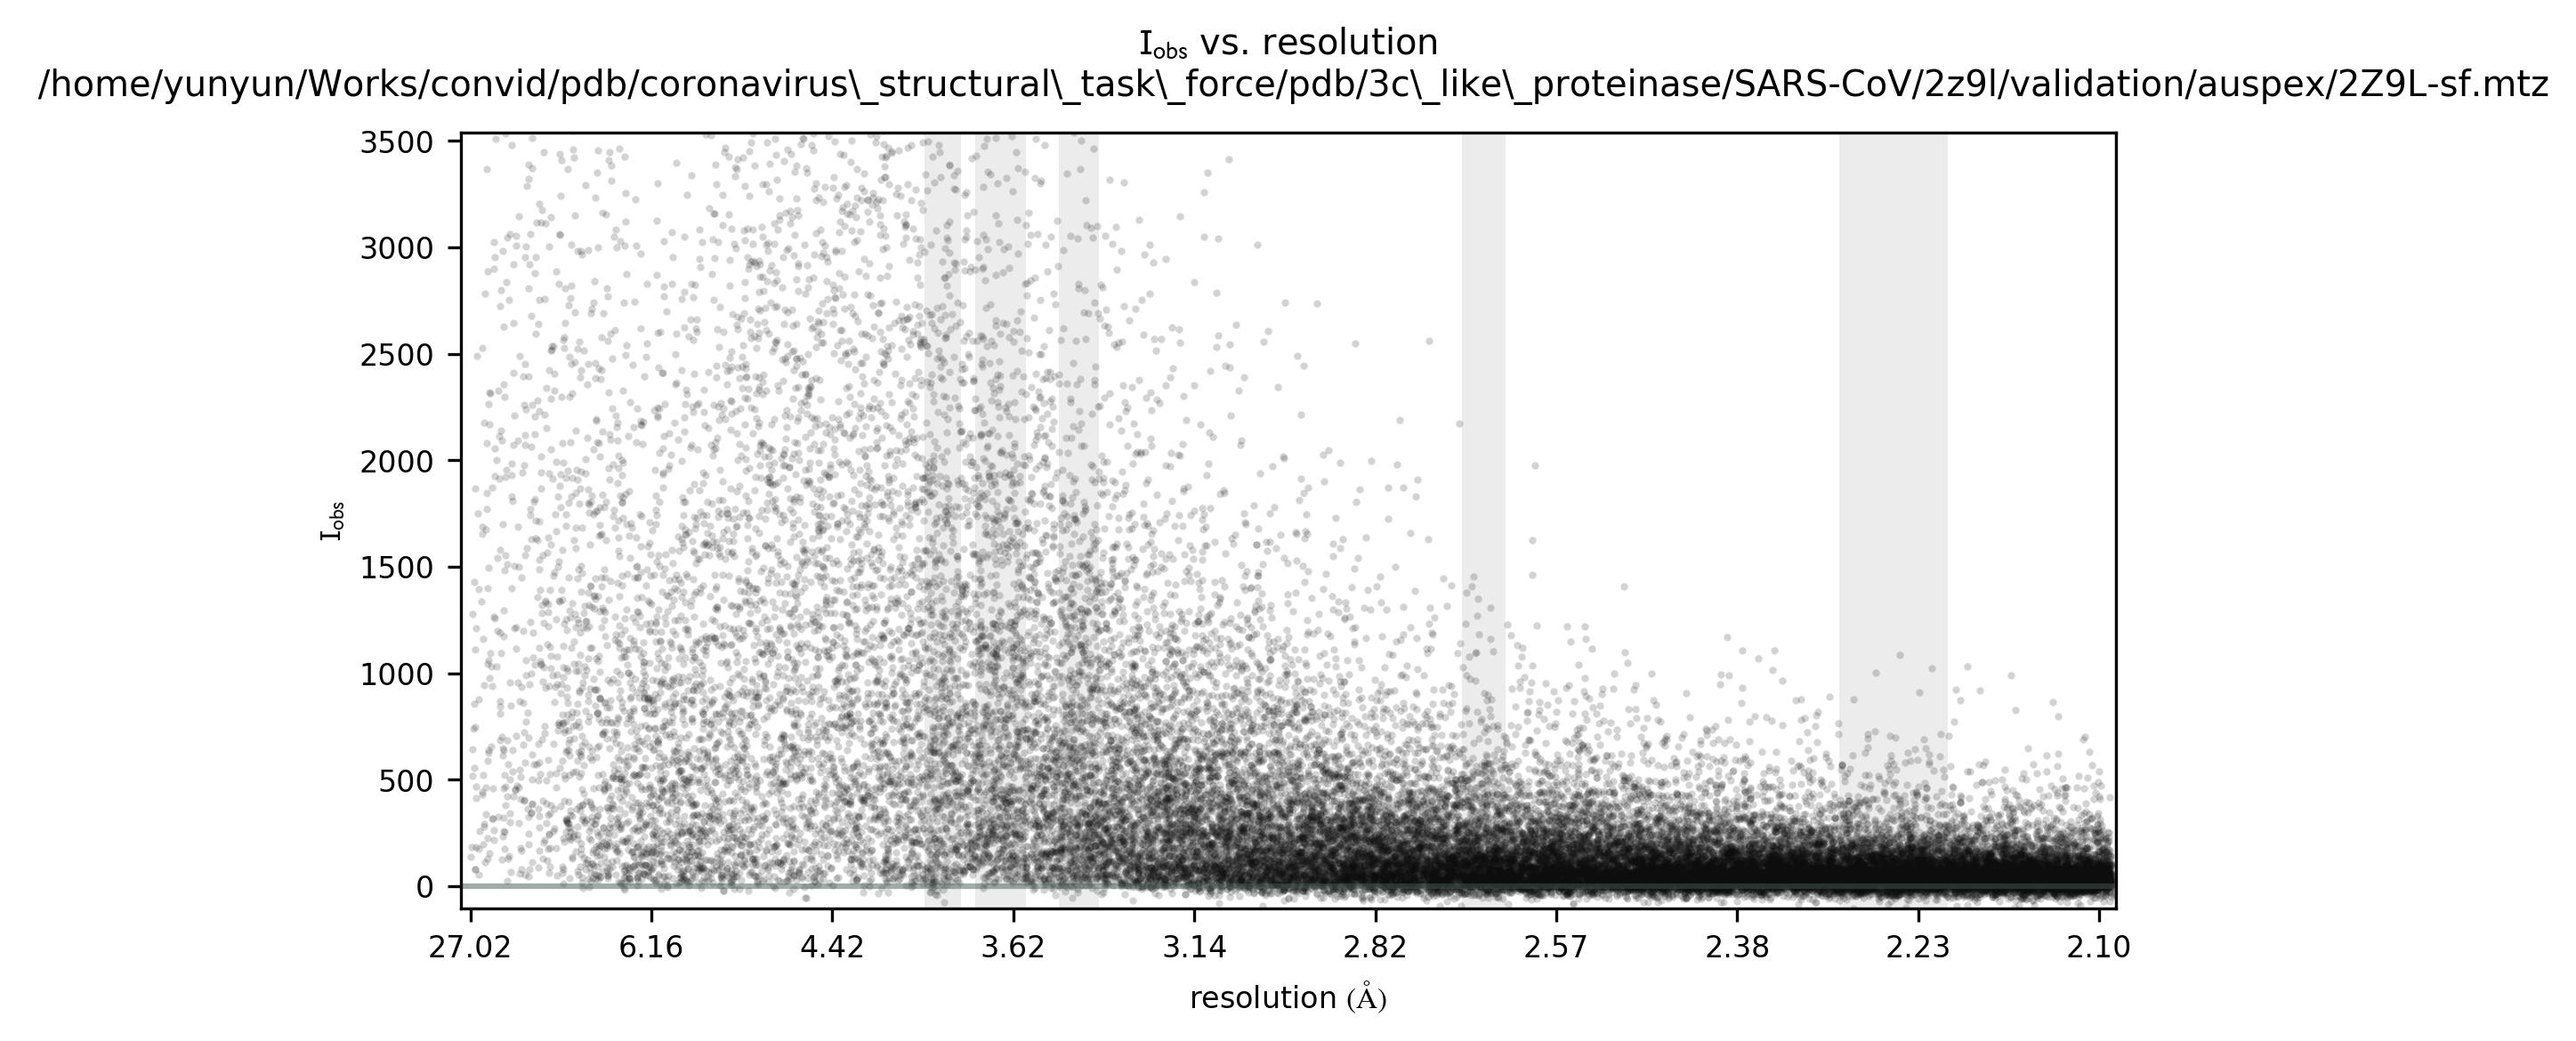 Iobs vs. resolution
/home/yunyun/Works/convid/pdb/coronavirus\_structural\_task\_force/pdb/3c\_like\_proteinase/SARS-CoV/2z9l/validation/auspex/2Z9L-sf.mtz
3500
3000
2500
2000
1500
1000
500
0
Iobs
27.02 6.16 4.42 3.62 3.14 2.82 2.57 2.38 2.23 2.10
resolution (Å)